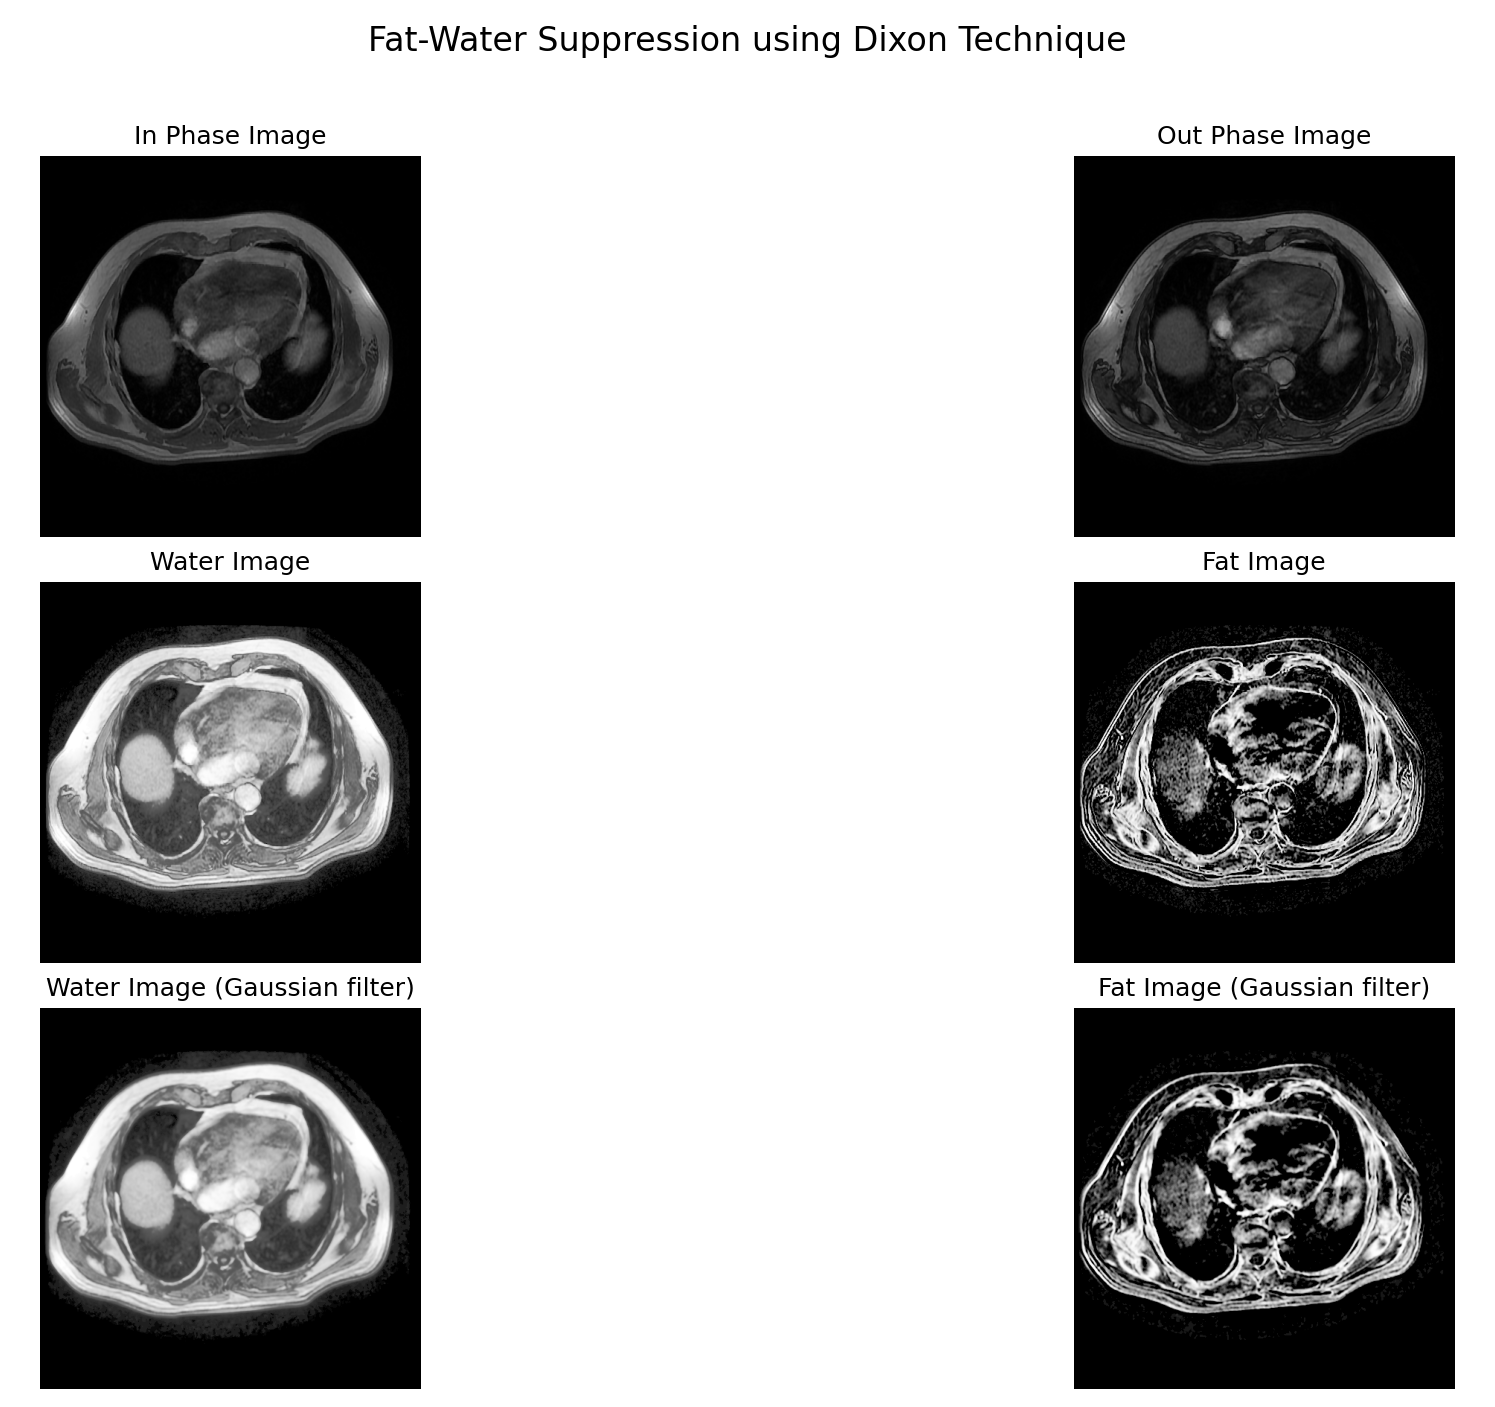 Fat-Water Suppression using Dixon Technique
In Phase Image
Out Phase Image
Water Image
Fat Image
Water Image (Gaussian filter)
Fat Image (Gaussian filter)